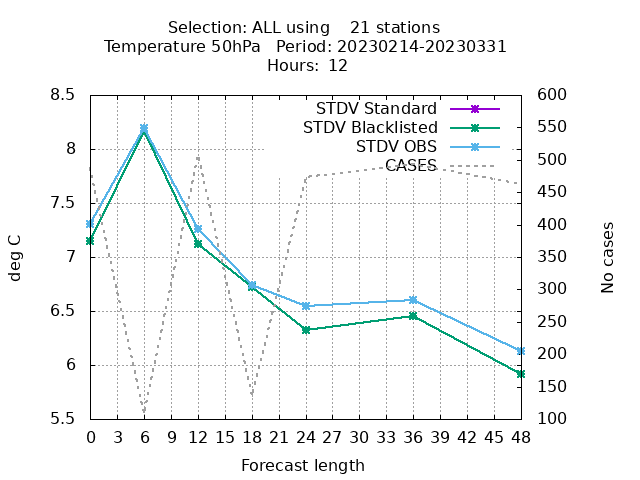 Selection: ALL using    21 stations
Temperature 50hPa   Period: 20230214-20230331
Hours: 12
STDV Standard
STDV Blacklisted
STDV OBS
CASES
deg C
8.5
8
7.5
7
6.5
6
5.5
600
550
500
450
400
350
300
250
200
150
100
No cases
0 3 6 9 12 15 18 21 24 27 30 33 36 39 42 45 48
Forecast length